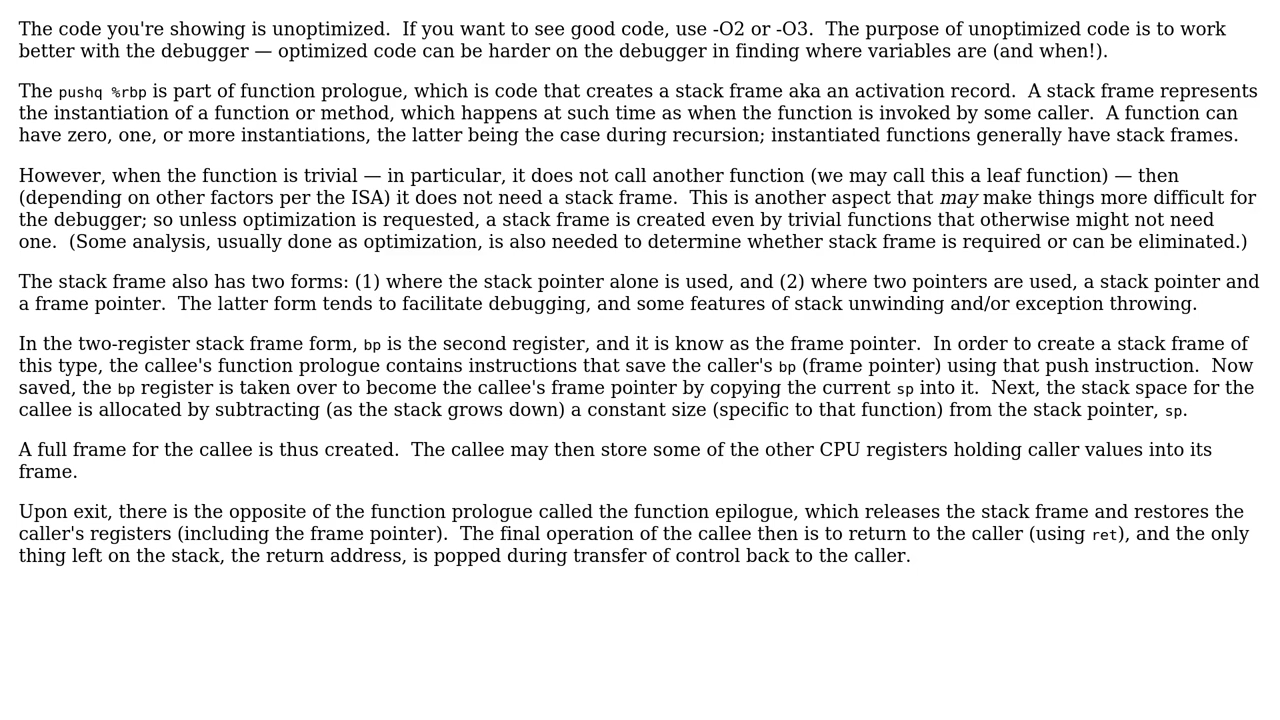 The code you're showing is unoptimized.  If you want to see good code, use -O2 or -O3.  The purpose of unoptimized code is to work
better with the debugger — optimized code can be harder on the debugger in finding where variables are (and when!).
The pushq %rbp is part of function prologue, which is code that creates a stack frame aka an activation record.  A stack frame represents
the instantiation of a function or method, which happens at such time as when the function is invoked by some caller.  A function can
have zero, one, or more instantiations, the latter being the case during recursion; instantiated functions generally have stack frames.
However, when the function is trivial — in particular, it does not call another function (we may call this a leaf function) — then
(depending on other factors per the ISA) it does not need a stack frame.  This is another aspect that may make things more difficult for
the debugger; so unless optimization is requested, a stack frame is created even by trivial functions that otherwise might not need
one.  (Some analysis, usually done as optimization, is also needed to determine whether stack frame is required or can be eliminated.)
The stack frame also has two forms: (1) where the stack pointer alone is used, and (2) where two pointers are used, a stack pointer and
a frame pointer.  The latter form tends to facilitate debugging, and some features of stack unwinding and/or exception throwing.
In the two-register stack frame form, bp is the second register, and it is know as the frame pointer.  In order to create a stack frame of
this type, the callee's function prologue contains instructions that save the caller's bp (frame pointer) using that push instruction.  Now
saved, the bp register is taken over to become the callee's frame pointer by copying the current sp into it.  Next, the stack space for the
callee is allocated by subtracting (as the stack grows down) a constant size (specific to that function) from the stack pointer, sp.
A full frame for the callee is thus created.  The callee may then store some of the other CPU registers holding caller values into its
frame.
Upon exit, there is the opposite of the function prologue called the function epilogue, which releases the stack frame and restores the
caller's registers (including the frame pointer).  The final operation of the callee then is to return to the caller (using ret), and the only
thing left on the stack, the return address, is popped during transfer of control back to the caller.